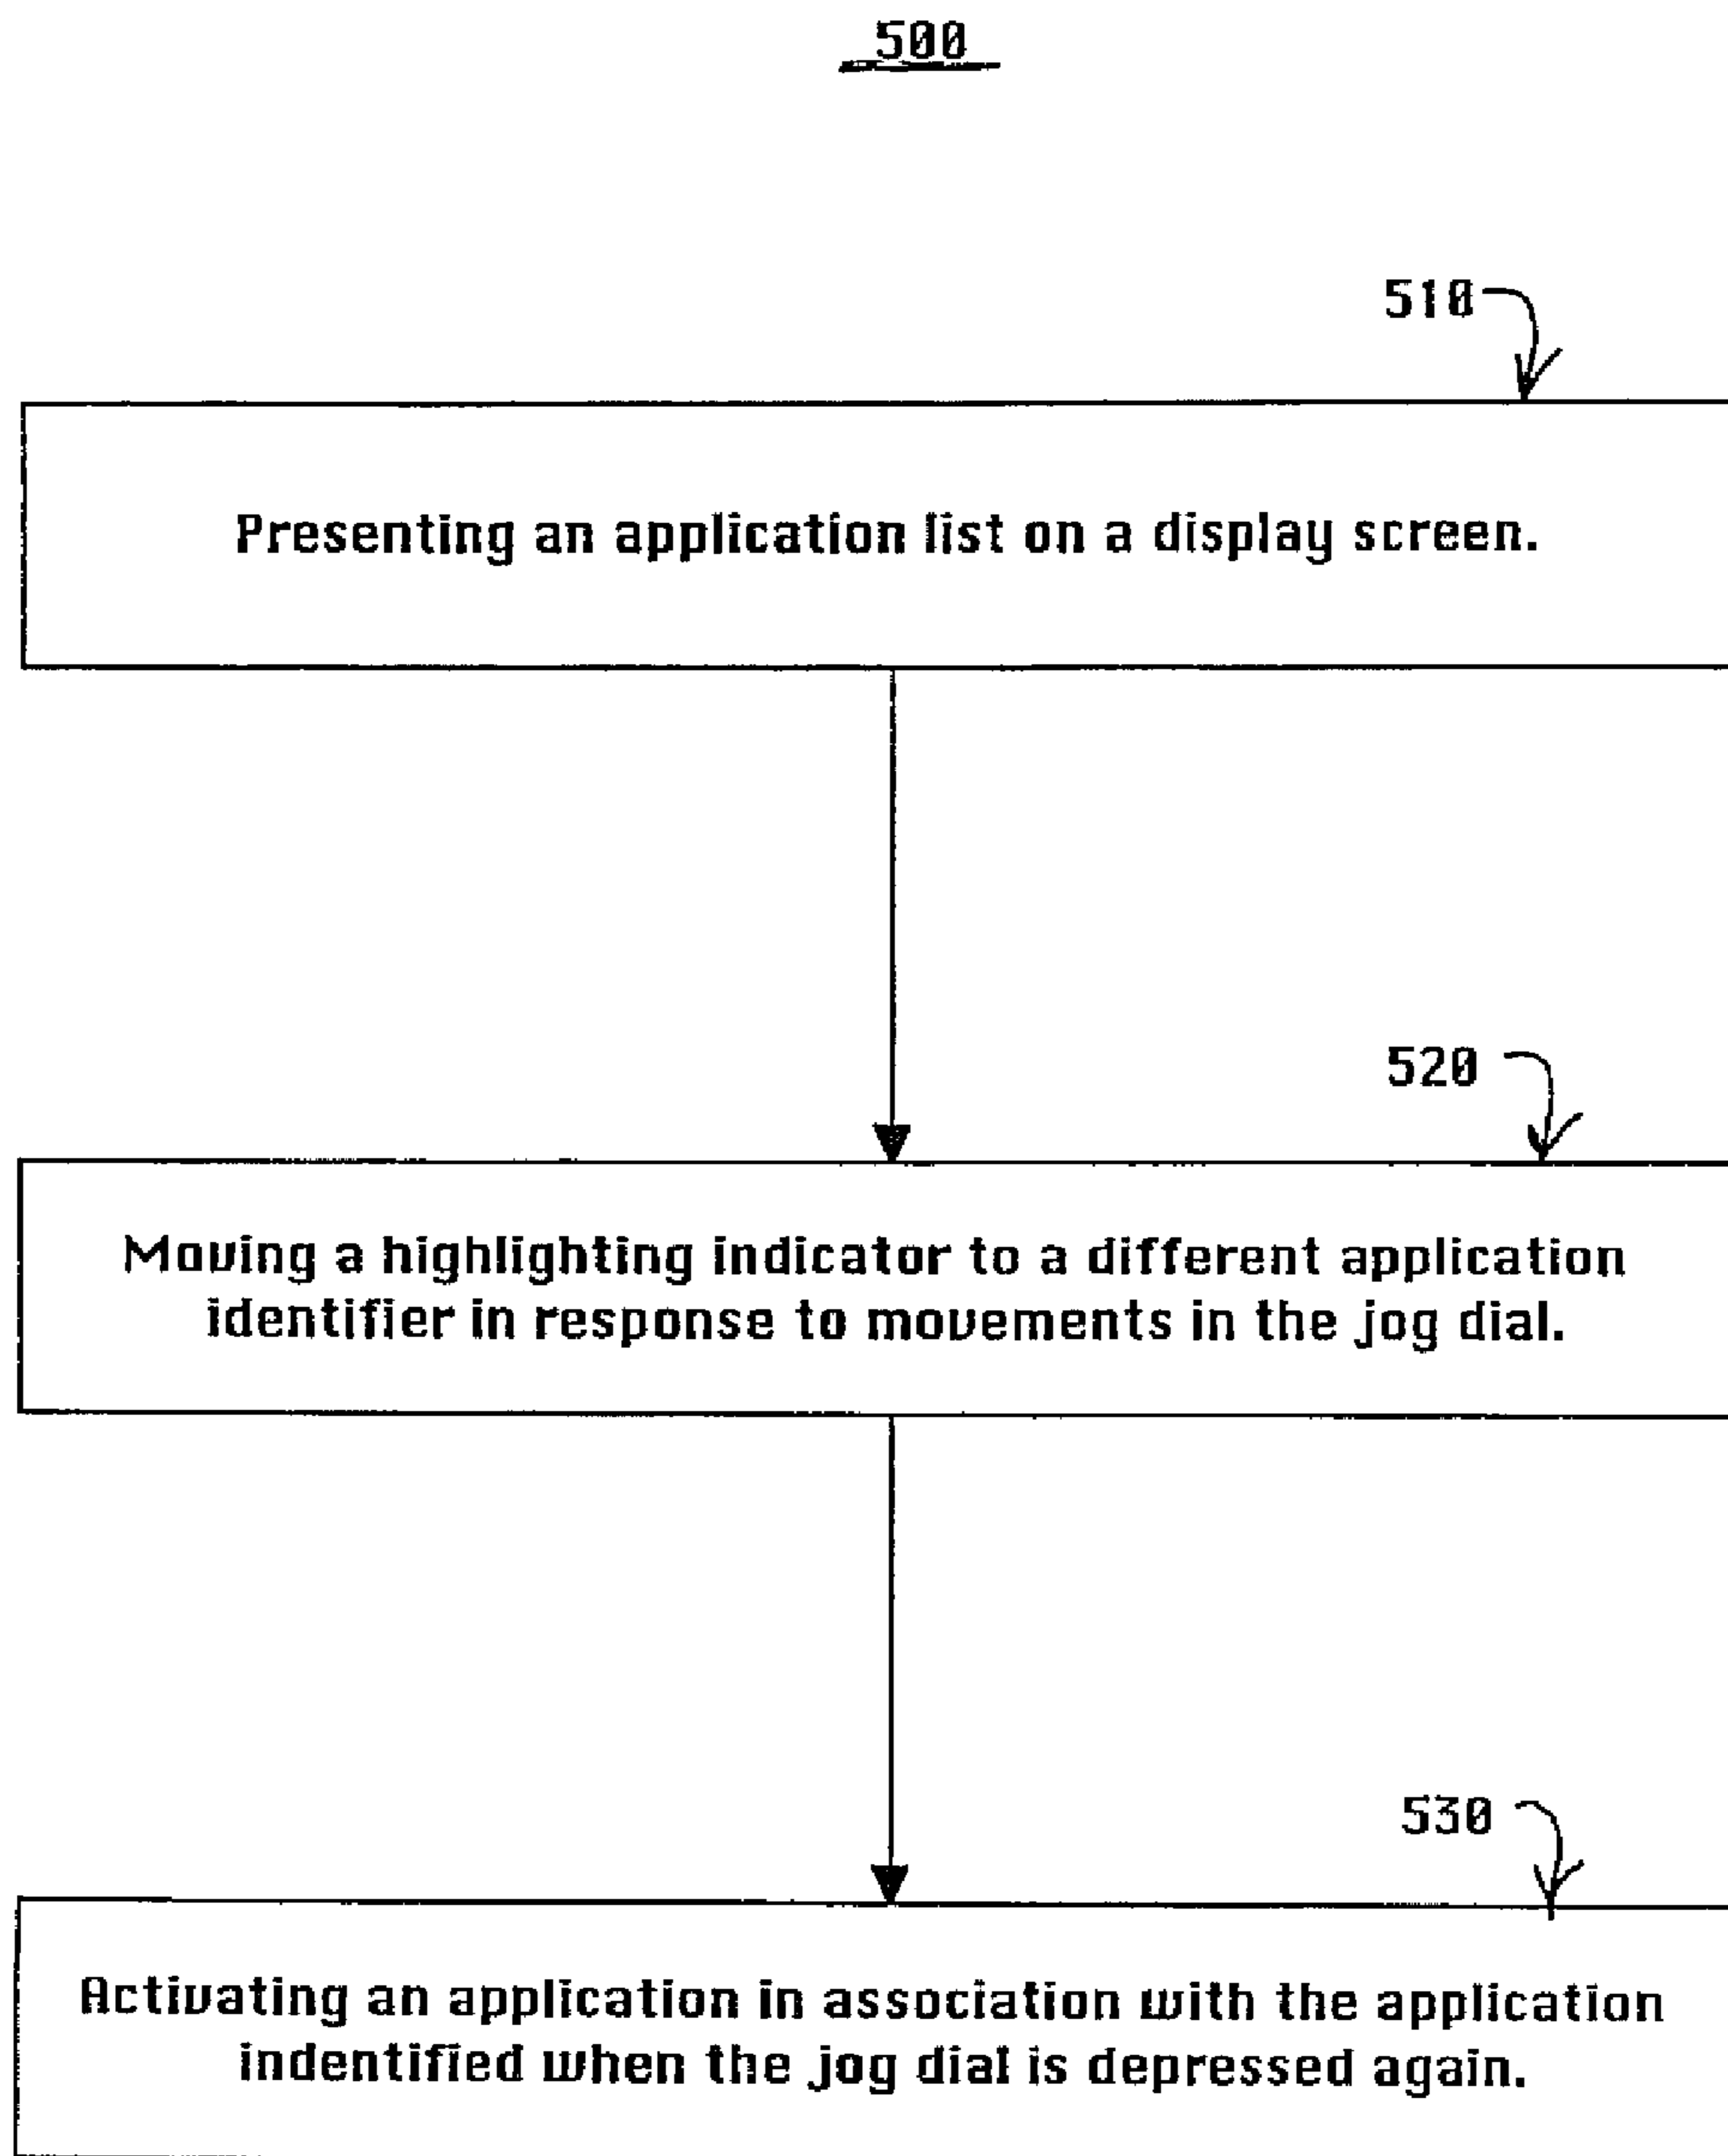 500
510
Presenting an application list on a display screen.
520
Moving a highlighting indicator to a different application
identifier in response to movements in the jog dial.
530
Activating an application in association with the application
indentified when the jog dial is depressed again.